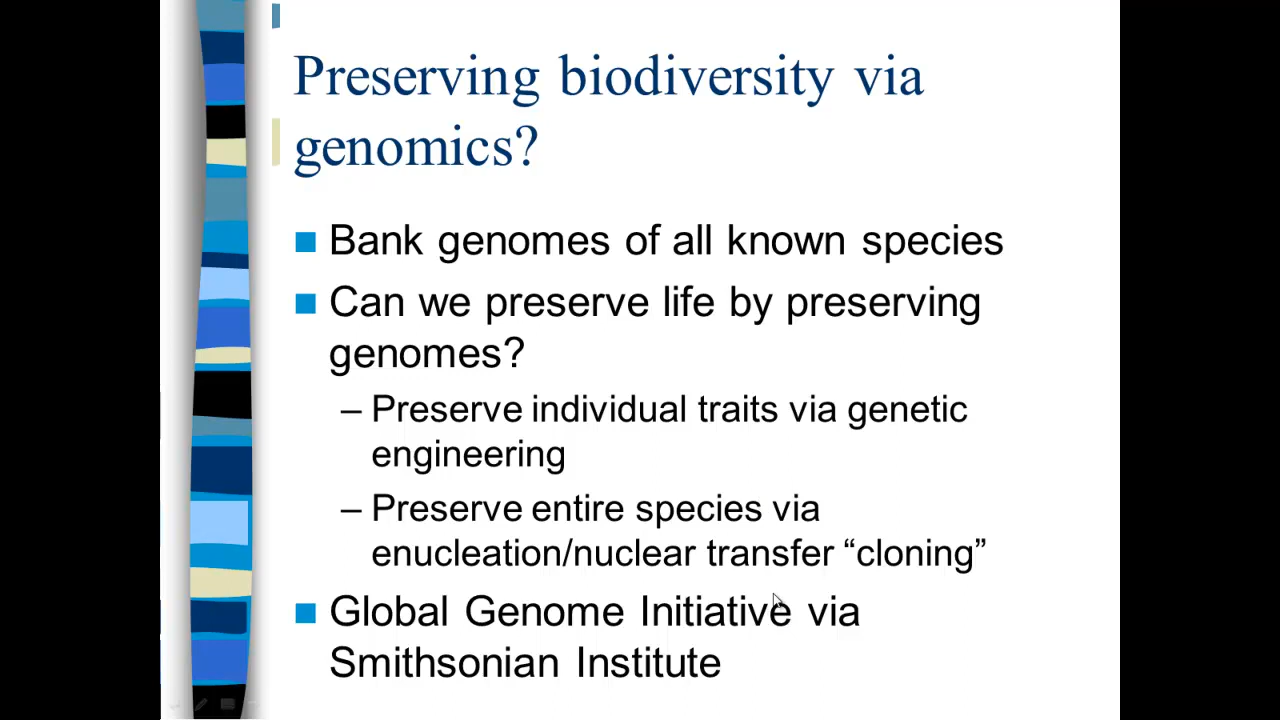 Preserving biodiversity via
genomics?
Bank genomes of all known species
Can we preserve life by preserving
genomes?
– Preserve individual traits via genetic
engineering
– Preserve entire species via
enucleation/nuclear transfer “cloning”
Global Genome Initiative via
Smithsonian Institute